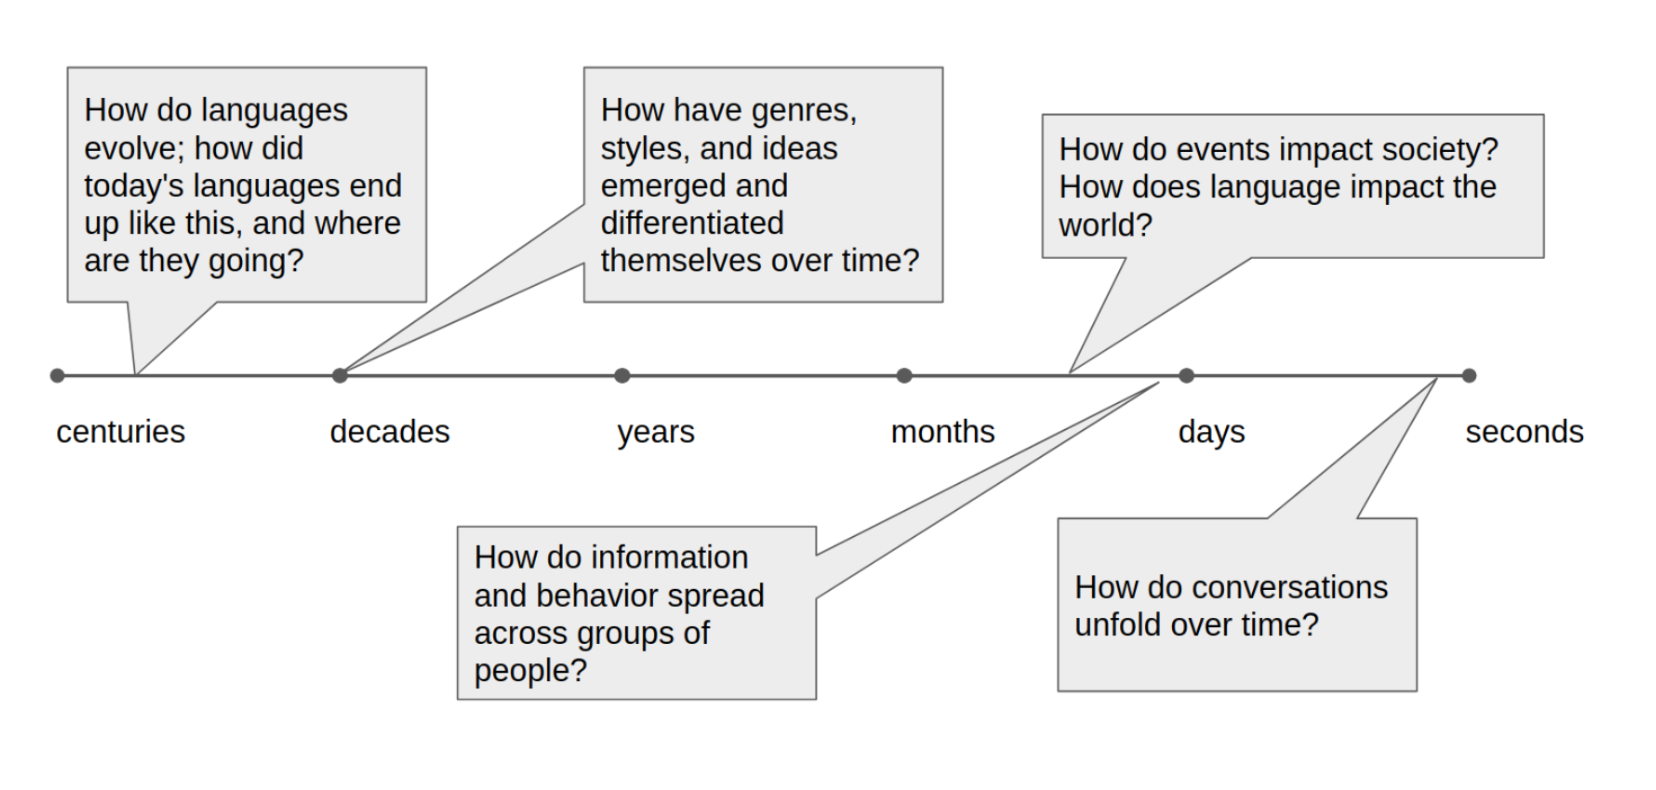 How do languages
evolve; how did
today's languages end
up like this, and where
are they going?
How have genres,
styles, and ideas
emerged and
differentiated
themselves over time?
How do events impact society?
How does language impact the
world?
centuries
decades
years
months
days
seconds
How do information
and behavior spread
across groups of
people?
How do conversations
unfold over time?